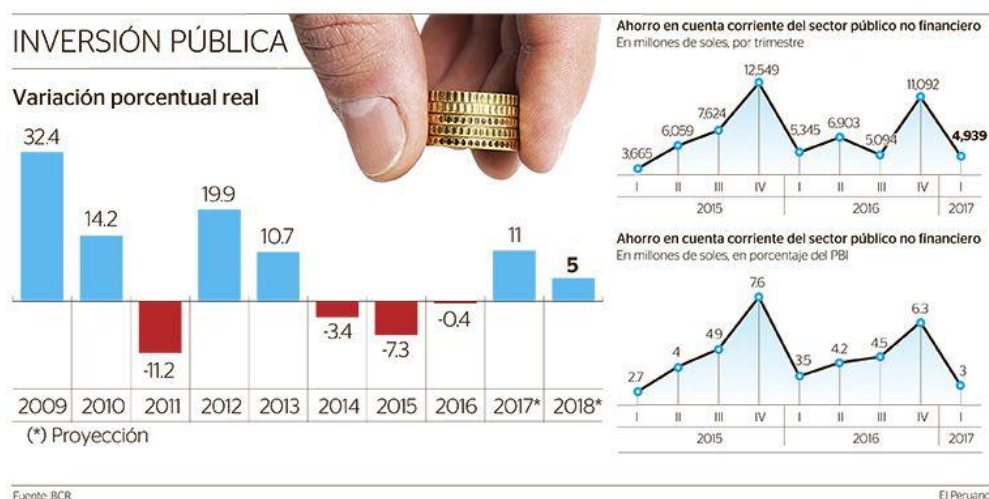 INVERSIÓN PÚBLICA
Variación porcentual real
32.4
14.2
-11.2
19.9
10.7
-3.4
-7.3
-0.4
11
5
2009 2010 2011 2012 2013 2014 2015 2016 2017* 2018*
(*) Proyección
Ahorro en cuenta corriente del sector público no financiero
En millones de soles, por trimestre
3,665
6,059
7,624
12,549
5,345
6,903
5,094
11,092
4,939
I II III IV I II III IV I
2015 2016 2017
Ahorro en cuenta corriente del sector público no financiero
En millones de soles, en porcentaje del PBI
2.7
4
4.9
7.6
3.5
4.2
4.5
6.3
3
I II III IV I II III IV I
2015 2016 2017
Fuente: BCR
El Peruano